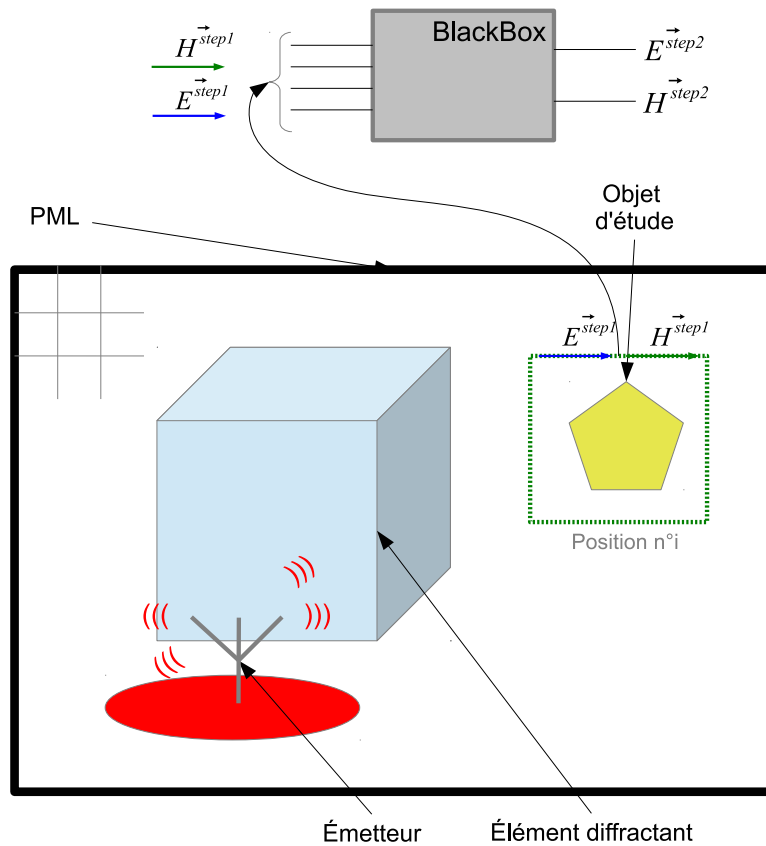 BlackBox
H step1
E step1
E step2
H step2
PML
Objet
d'étude
E step1
H step1
Position n°i
Émetteur
Élément diffractant